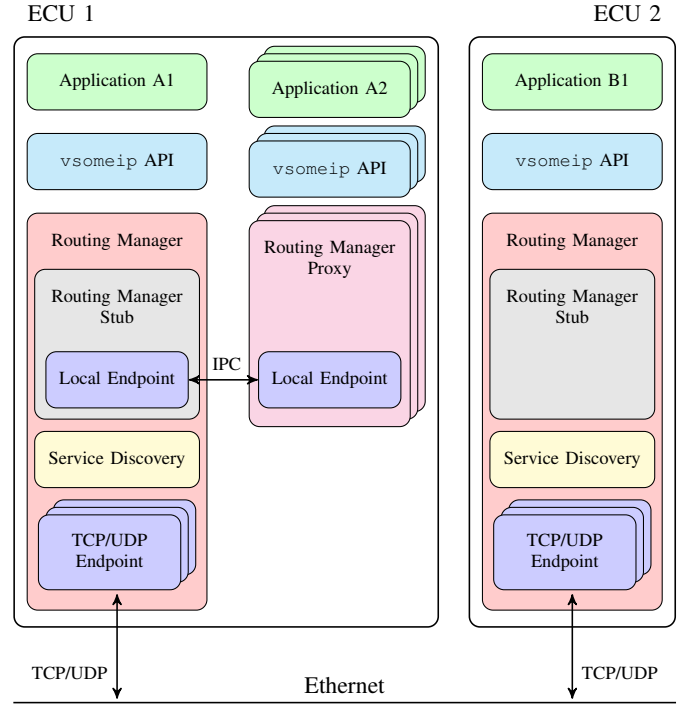 ECU 1
ECU 2
Application A1
Application A2
Application B1
vsomeip API
vsomeip API
vsomeip API
Routing Manager
Routing Manager
Proxy
Routing Manager
Routing Manager
Stub
Routing Manager
Stub
Local Endpoint
IPC
Local Endpoint
Service Discovery
Service Discovery
TCP/UDP
Endpoint
TCP/UDP
Endpoint
TCP/UDP
TCP/UDP
Ethernet